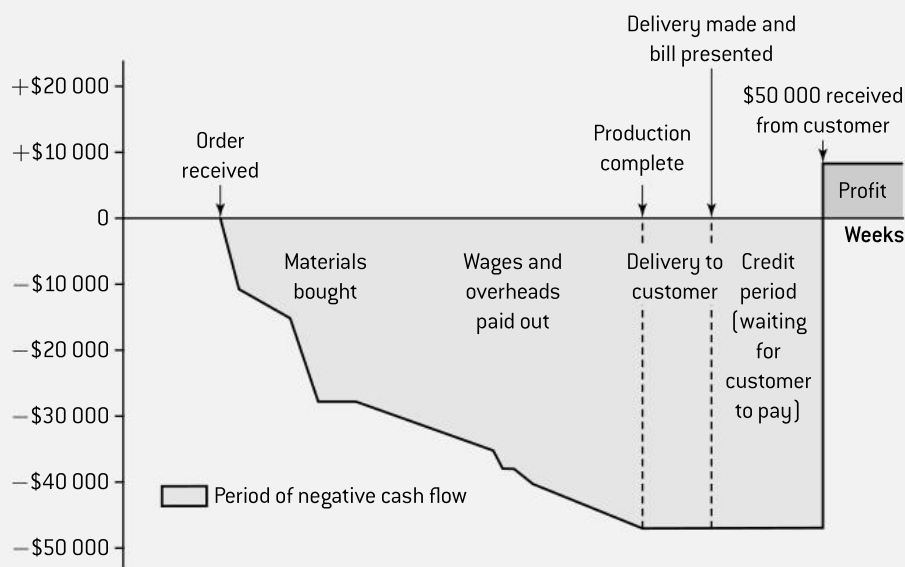 Delivery made and
bill presented
+$20 000
$50 000 received
from customer
Order
received
Production
complete
+$10 000
Profit
0
Weeks
Materials
bought
Wages and
overheads
paid out
Delivery to
customer
Credit
period
(waiting
for
customer
to pay)
−$10 000
−$20 000
−$30 000
−$40 000
Period of negative cash flow
−$50 000